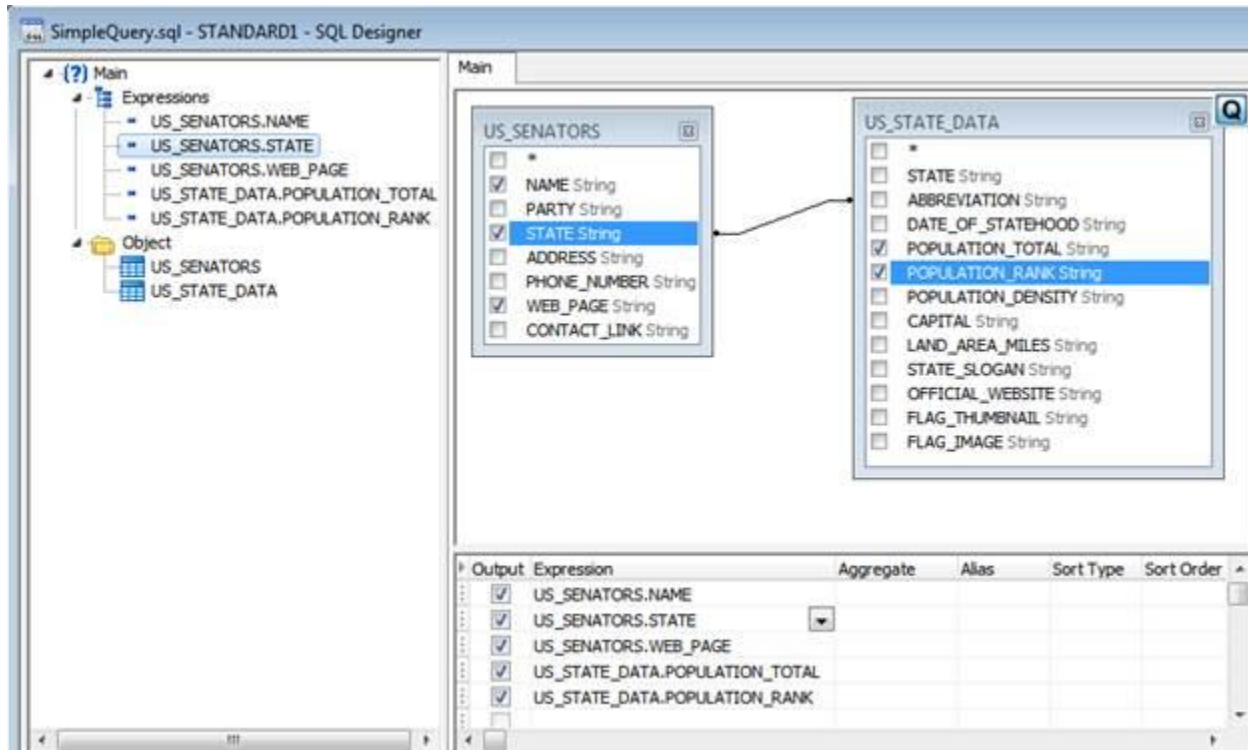 SimpleQuery.sql - STANDARD1 - SQL Designer
Main
Expressions
US_SENATORS.NAME
US_SENATORS.STATE
US_SENATORS.WEB_PAGE
US_STATE_DATA.POPULATION_TOTAL
US_STATE_DATA.POPULATION_RANK
Object
US_SENATORS
US_STATE_DATA
Main
US_SENATORS
*
NAME String
PARTY String
STATE String
ADDRESS String
PHONE_NUMBER String
WEB_PAGE String
CONTACT_LINK String
US_STATE_DATA
Q
*
STATE String
ABBREVIATION String
DATE_OF_STATEHOOD String
POPULATION_TOTAL String
POPULATION_RANK String
POPULATION_DENSITY String
CAPITAL String
LAND_AREA_MILES String
STATE_SLOGAN String
OFFICIAL_WEBSITE String
FLAG_THUMBNAIL String
FLAG_IMAGE String
Output Expression Aggregate Alias Sort Type Sort Order
US_SENATORS.NAME
US_SENATORS.STATE
US_SENATORS.WEB_PAGE
US_STATE_DATA.POPULATION_TOTAL
US_STATE_DATA.POPULATION_RANK